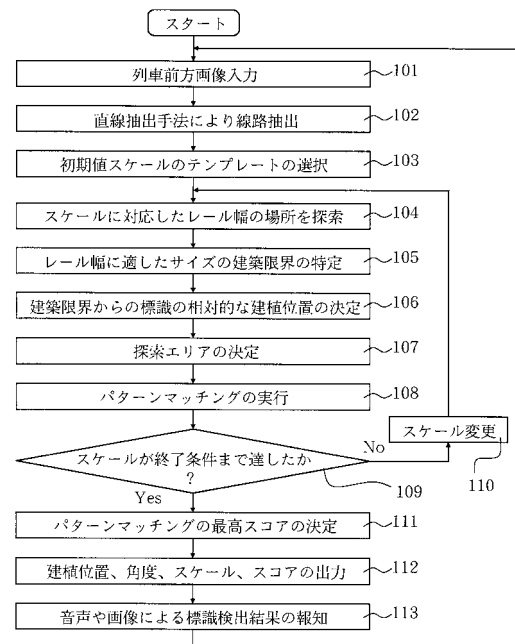 スタート
列車前方画像入力
101
直線抽出手法により線路抽出
102
初期値スケールのテンプレートの選択
103
スケールに対応したレール幅の場所を探索
104
レール幅に適したサイズの建築限界の特定
105
建築限界からの標識の相対的な建植位置の決定
106
探索エリアの決定
107
パターンマッチングの実行
108
スケールが終了条件まで達したか
?
109
No
スケール変更
110
Yes
パターンマッチングの最高スコアの決定
111
建植位置、角度、スケール、スコアの出力
112
音声や画像による標識検出結果の報知
113